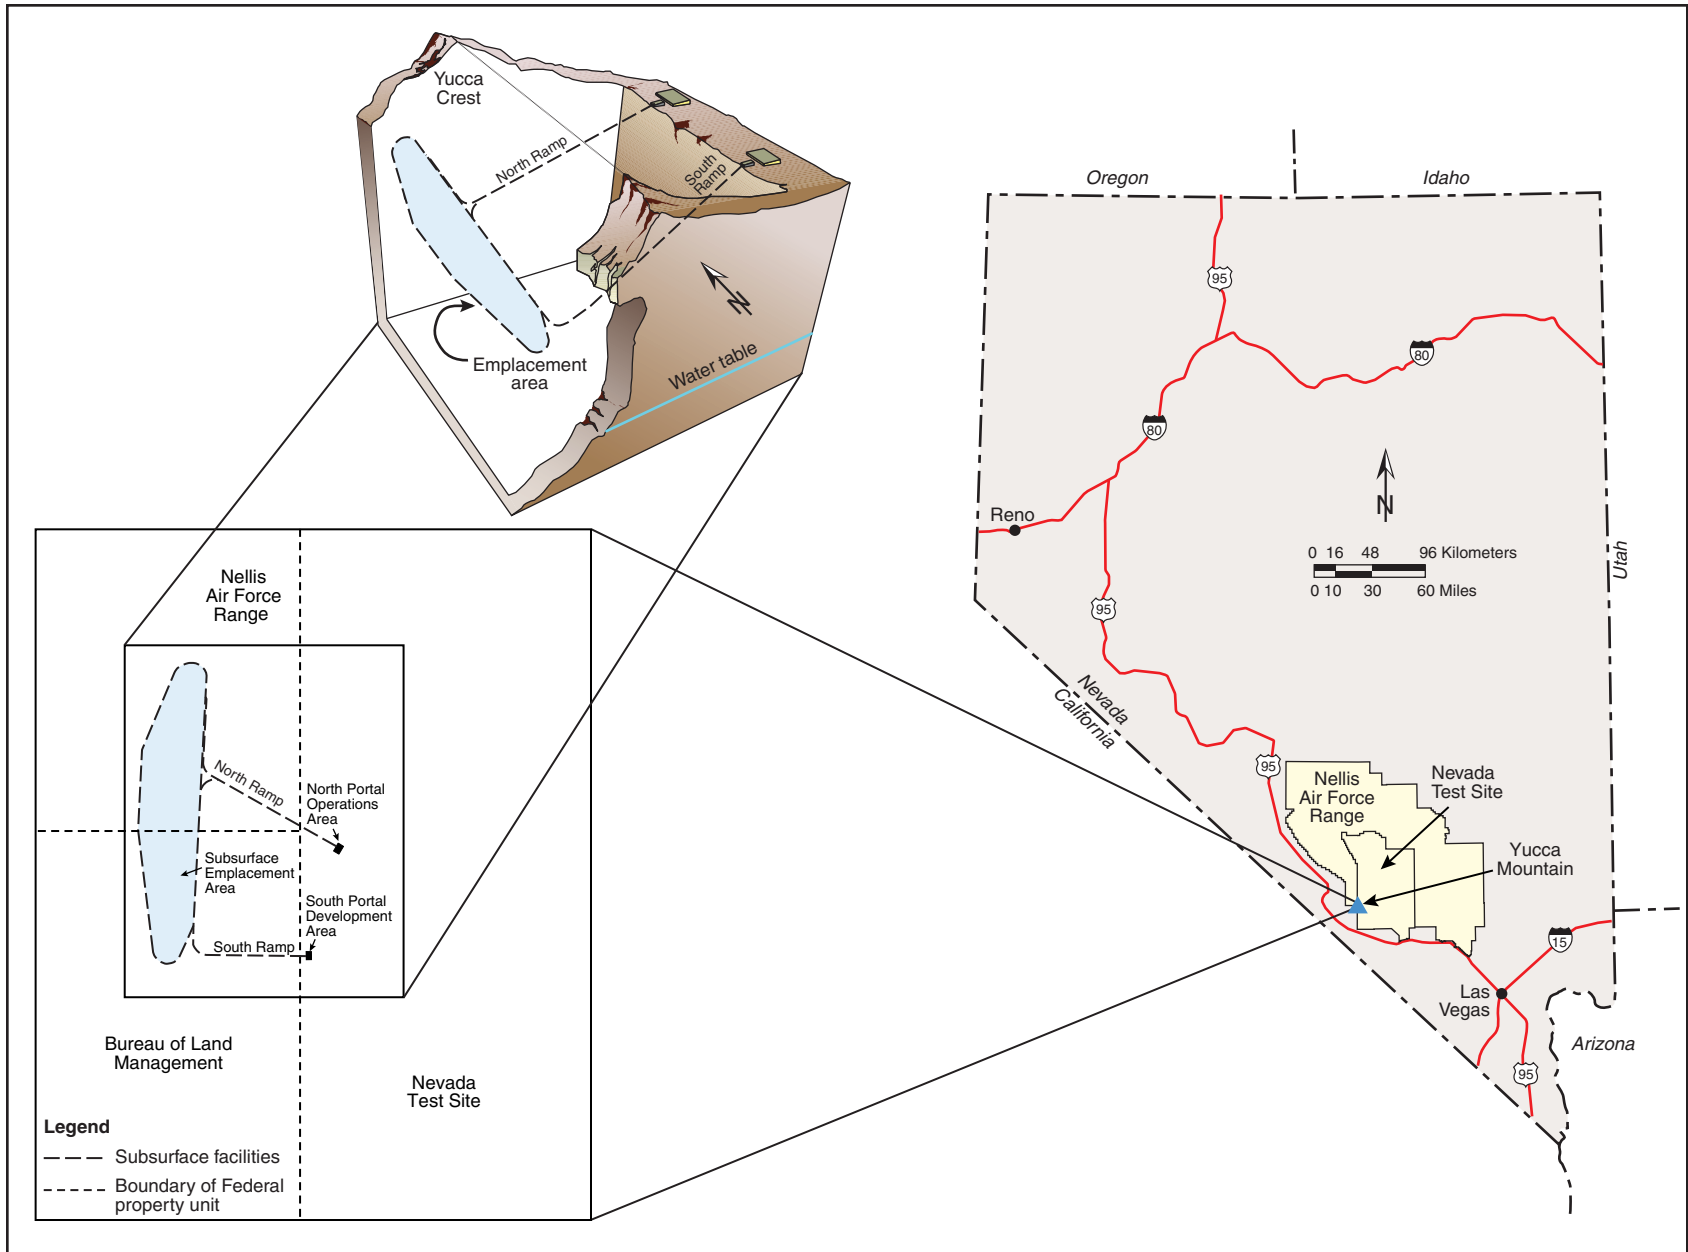 Yucca
Crest
North Ramp
South
Ramp
N
Emplacement
area
Water table
Nellis
Air Force
Range
North Ramp
North Portal
Operations
Area
Subsurface
Emplacement
Area
South Portal
Development
Area
South Ramp
Bureau of Land
Management
Nevada
Test Site
Legend
Subsurface facilities
Boundary of Federal
property unit
Oregon
Idaho
95
80
80
N
Reno
0 16 48 96 Kilometers
0 10 30 60 Miles
Utah
95
Nevada
California
95
Nellis
Air Force
Range
Nevada
Test Site
Yucca
Mountain
15
Las
Vegas
Arizona
95